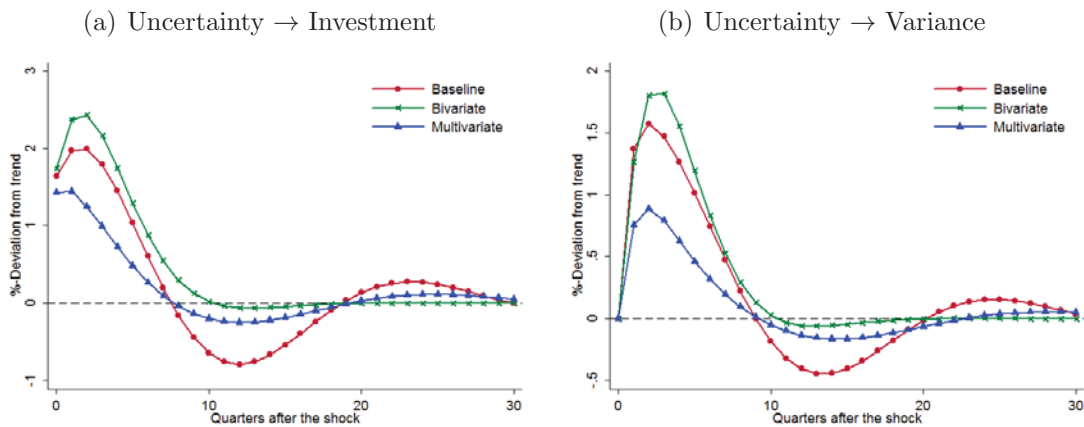 (a) Uncertainty → Investment
%-Deviation from trend
3
2
1
0
-1
Baseline
Bivariate
Multivariate
0 10 20 30
Quarters after the shock
(b) Uncertainty → Variance
%-Deviation from trend
2
1.5
1
.5
0
-.5
Baseline
Bivariate
Multivariate
0 10 20 30
Quarters after the shock